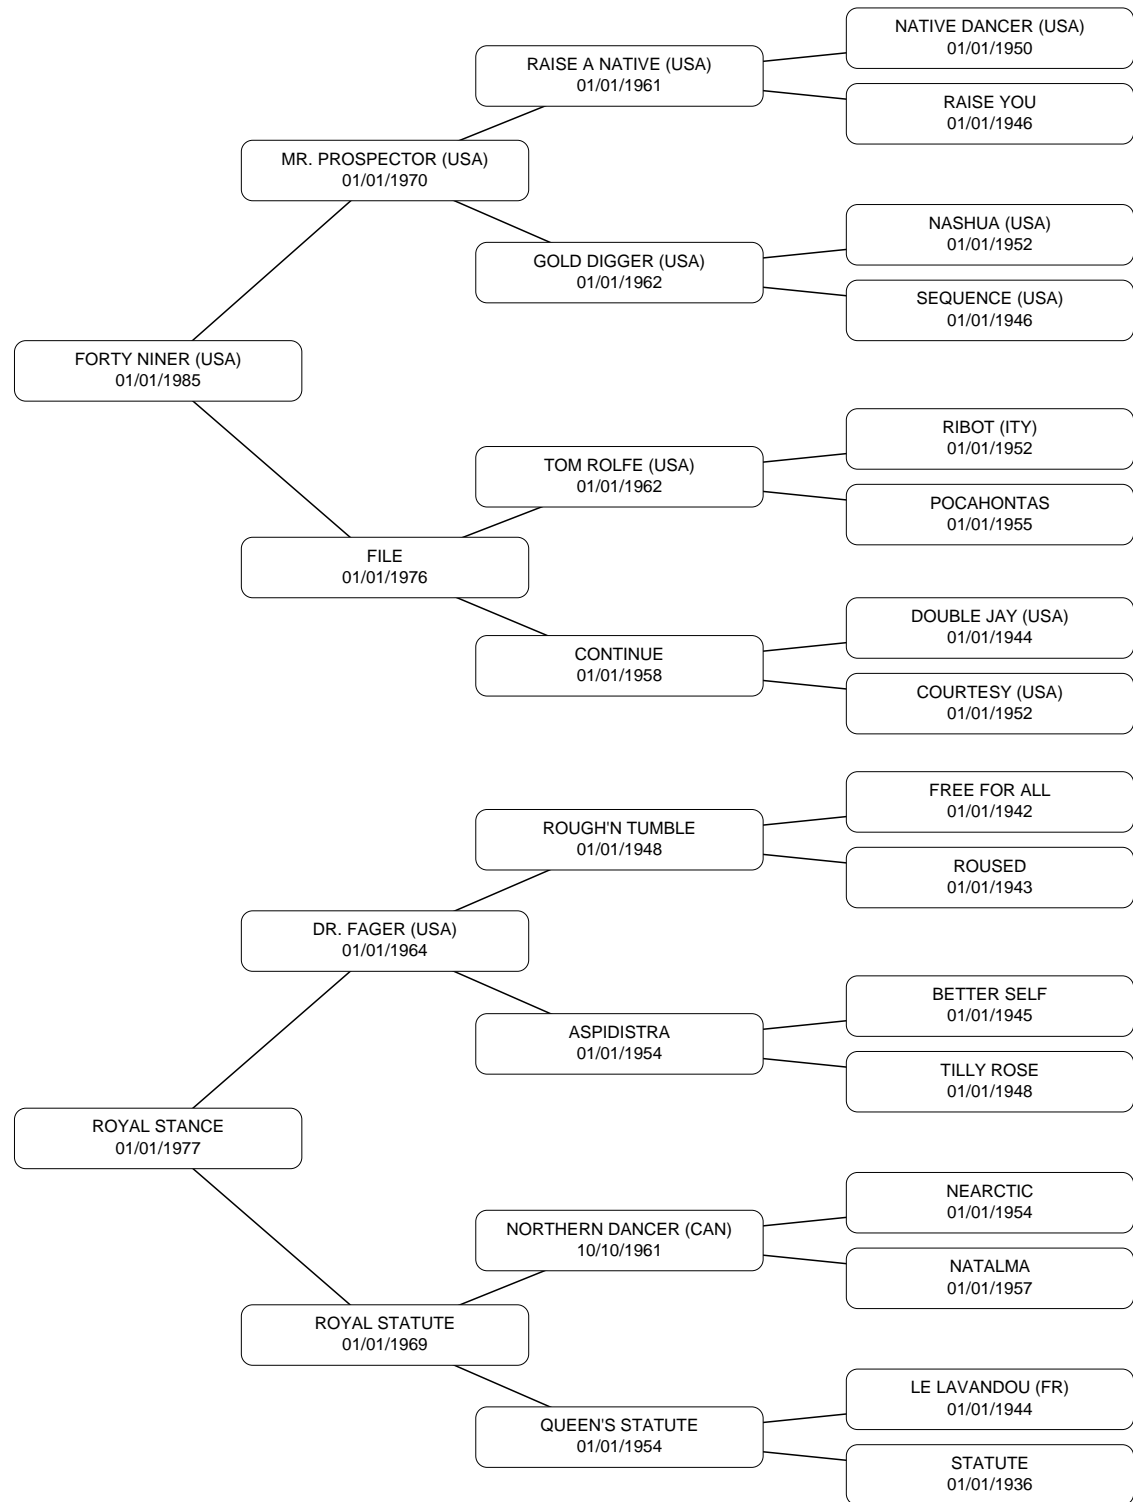 NATIVE DANCER (USA)
01/01/1950
RAISE A NATIVE (USA)
01/01/1961
RAISE YOU
01/01/1946
MR. PROSPECTOR (USA)
01/01/1970
NASHUA (USA)
01/01/1952
GOLD DIGGER (USA)
01/01/1962
SEQUENCE (USA)
01/01/1946
FORTY NINER (USA)
01/01/1985
RIBOT (ITY)
01/01/1952
TOM ROLFE (USA)
01/01/1962
POCAHONTAS
01/01/1955
FILE
01/01/1976
DOUBLE JAY (USA)
01/01/1944
CONTINUE
01/01/1958
COURTESY (USA)
01/01/1952
FREE FOR ALL
01/01/1942
ROUGH'N TUMBLE
01/01/1948
ROUSED
01/01/1943
DR. FAGER (USA)
01/01/1964
BETTER SELF
01/01/1945
ASPIDISTRA
01/01/1954
TILLY ROSE
01/01/1948
ROYAL STANCE
01/01/1977
NEARCTIC
01/01/1954
NORTHERN DANCER (CAN)
10/10/1961
NATALMA
01/01/1957
ROYAL STATUTE
01/01/1969
LE LAVANDOU (FR)
01/01/1944
QUEEN'S STATUTE
01/01/1954
STATUTE
01/01/1936